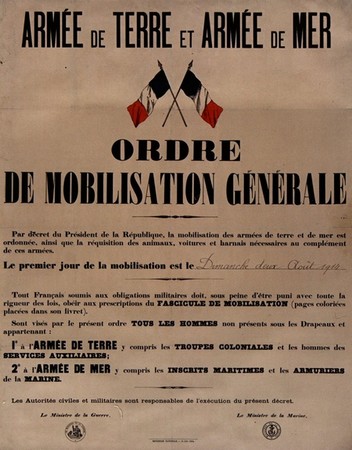 ARMÉE DE TERRE ET ARMÉE DE MER
ORDRE
DE MOBILISATION GÉNÉRALE
Par décret du Président de la République, la mobilisation des armées de terre et de mer est
ordonnée, ainsi que la réquisition des animaux, voitures et harnais nécessaires au complément
de ces armées.
Le premier jour de la mobilisation est le Dimanche deux Août 1914
Tout Français soumis aux obligations militaires doit, sous peine d'être puni avec toute la
rigueur des lois, obéir aux prescriptions du FASCICULE DE MOBILISATION (pages coloriées
placées dans son livret).
Sont visés par le présent ordre TOUS LES HOMMES non présents sous les Drapeaux et
appartenant :
1° à l'ARMÉE DE TERRE y compris les TROUPES COLONIALES et les hommes des
SERVICES AUXILIAIRES;
2° à l'ARMÉE DE MER y compris les INSCRITS MARITIMES et les ARMURIERS
de la MARINE.
Les Autorités civiles et militaires sont responsables de l'exécution du présent décret.
Le Ministre de la Guerre,
Le Ministre de la Marine,